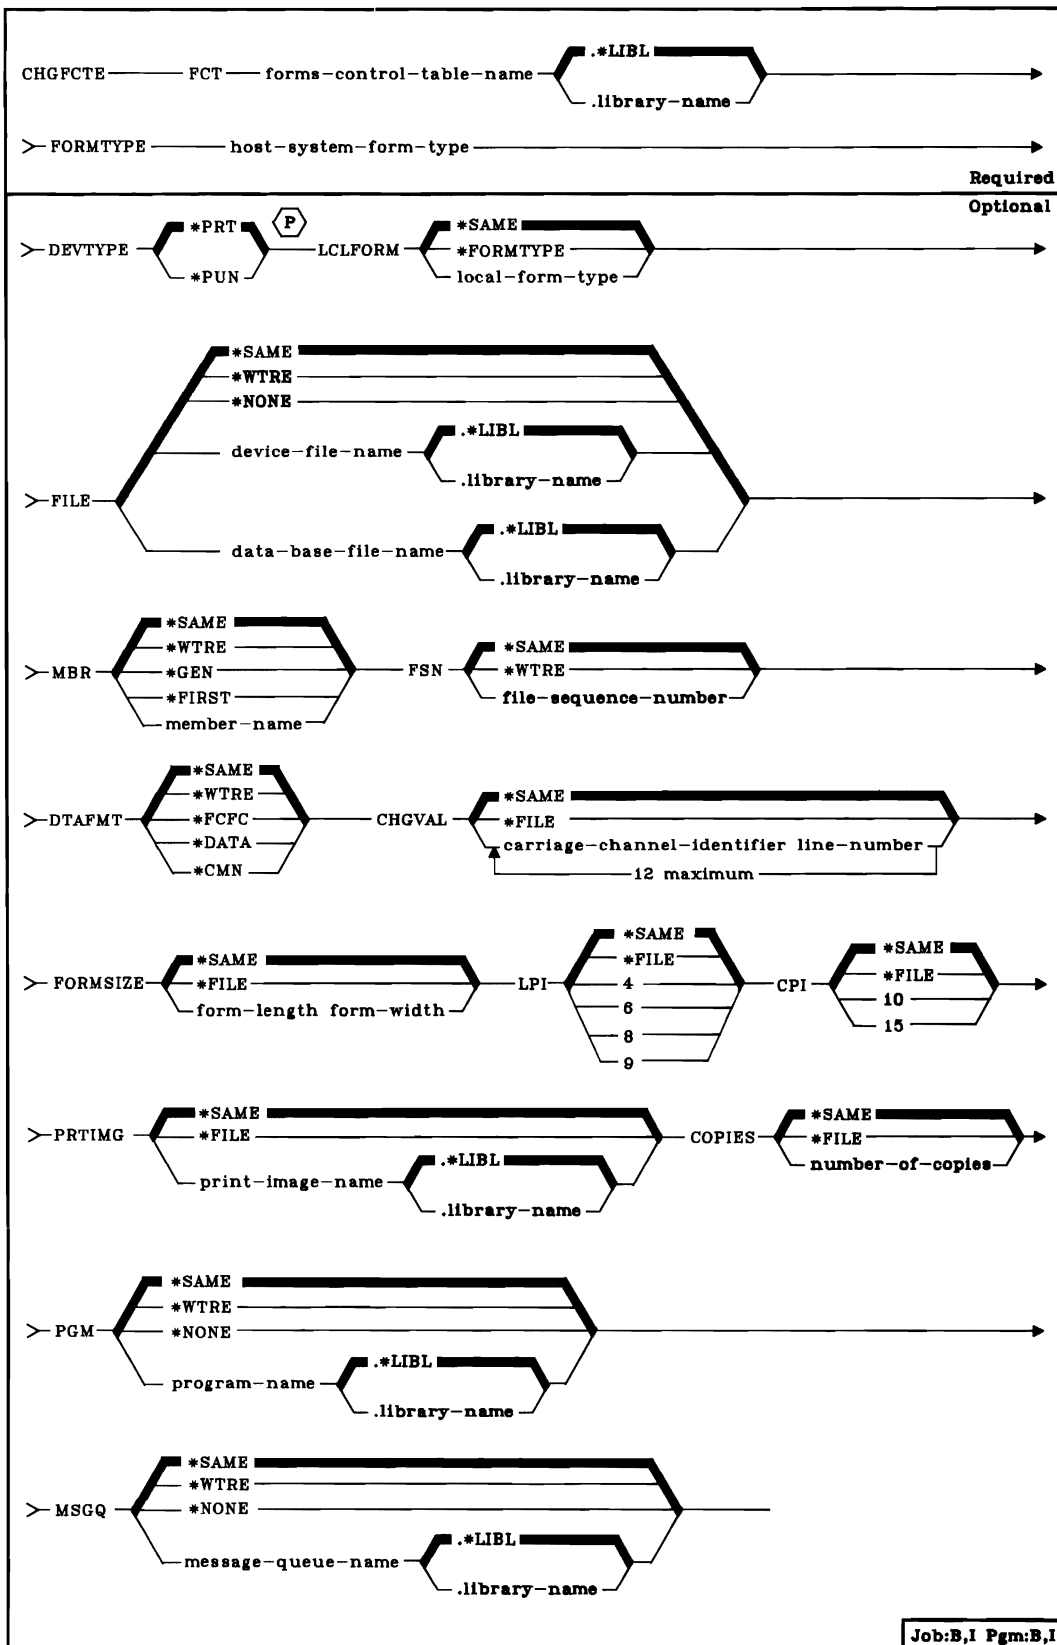 .*LIBL
CHGFCTE FCT forms-control-table-name
.library-name
FORMTYPE host-system-form-type
Required
Optional
*PRT P *SAME
DEVTYPE LCLFORM *FORMTYPE
*PUN local-form-type
*SAME
*WTRE
*NONE
.*LIBL
device-file-name
.library-name
FILE
.*LIBL
data-base-file-name
.library-name
*SAME
*WTRE *SAME
MBR *GEN FSN *WTRE
*FIRST file-sequence-number
member-name
*SAME
*WTRE *SAME
DTAFMT *FCFC CHGVAL *FILE
*DATA carriage-channel-identifier line-number
*CMN 12 maximum
*SAME *SAME *SAME
*FILE *FILE
FORMSIZE *FILE LPI 4 CPI 10
form-length form-width 6 15
8
9
*SAME *SAME
PRTIMG *FILE COPIES *FILE
.*LIBL number-of-copies
print-image-name
.library-name
*SAME
*WTRE
PGM *NONE
.*LIBL
program-name
.library-name
*SAME
*WTRE
MSGQ *NONE
.*LIBL
message-queue-name
.library-name
Job:B,I Pgm:B,I